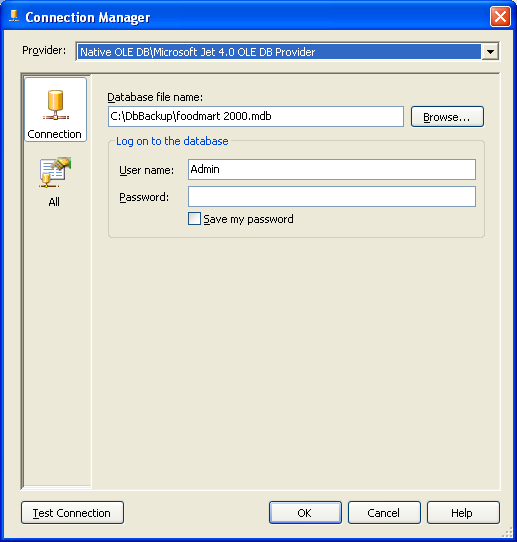 Connection Manager
Provider: Native OLE DB\Microsoft Jet 4.0 OLE DB Provider
Connection
All
Database file name:
C:\DbBackup\foodmart 2000.mdb Browse...
Log on to the database
User name: Admin
Password:
Save my password
Test Connection OK Cancel Help